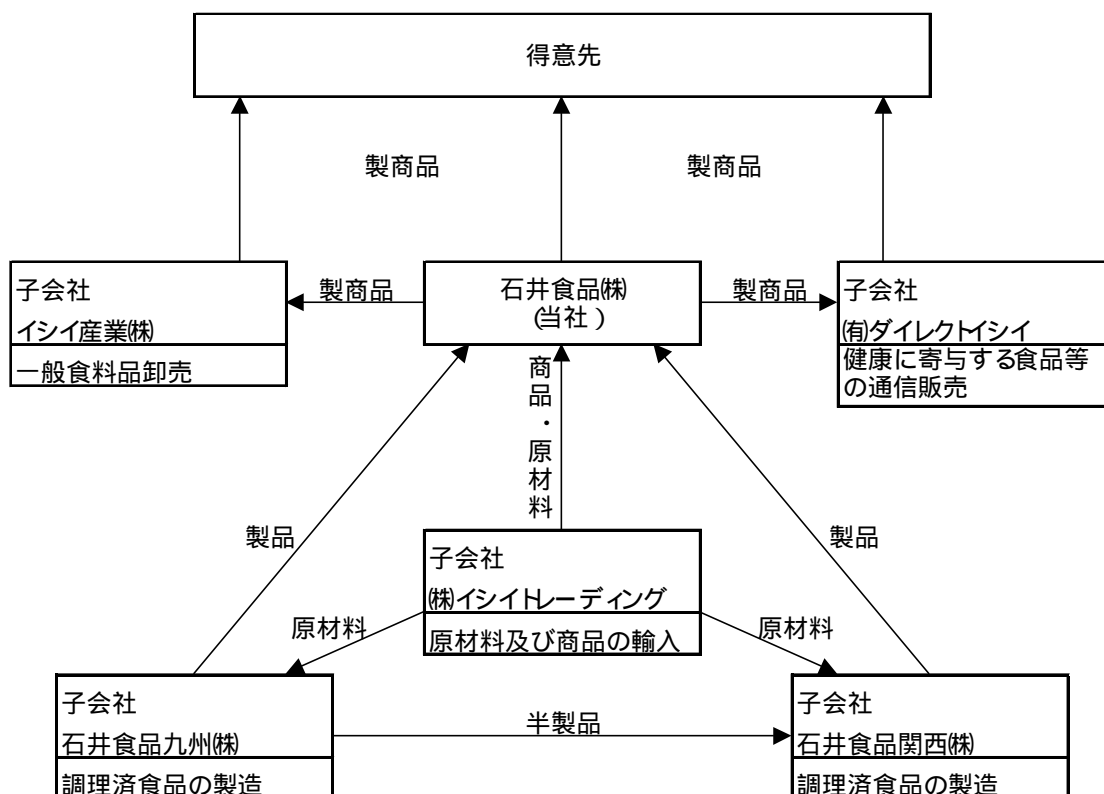 得意先
製商品
製商品
子会社
イシイ産業㈱
一般食料品卸売
製商品
石井食品㈱
(当社)
製商品
子会社
㈲ダイレクトイシイ
健康に寄与する食品等
の通信販売
商品・原材料
製品
製品
子会社
㈱イシイトレーディング
原材料及び商品の輸入
原材料
原材料
子会社
石井食品九州㈱
調理済食品の製造
半製品
子会社
石井食品関西㈱
調理済食品の製造